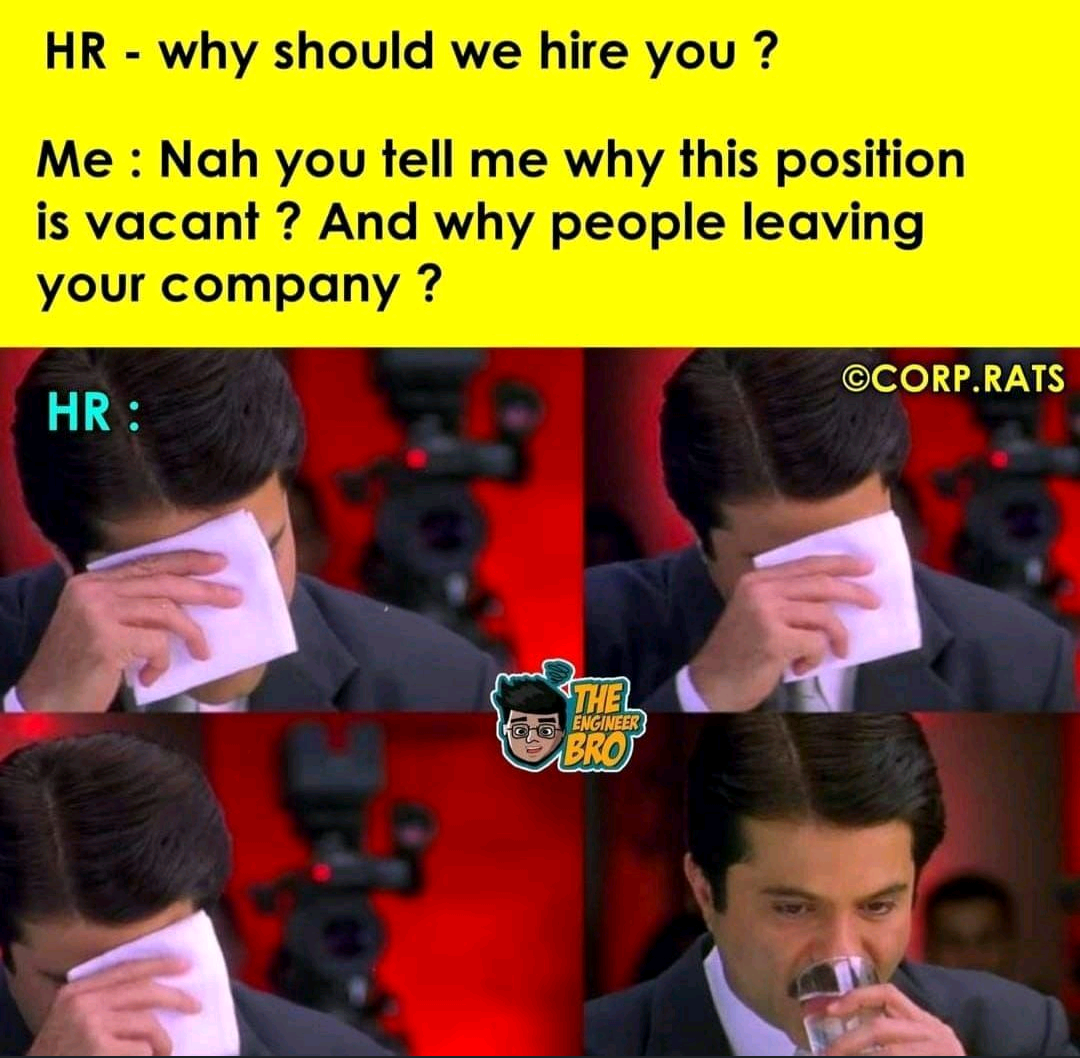 HR - why should we hire you ?
Me : Nah you tell me why this position
is vacant ? And why people leaving
your company ?
HR :
©CORP.RATS
THE
ENGINEER
BRO